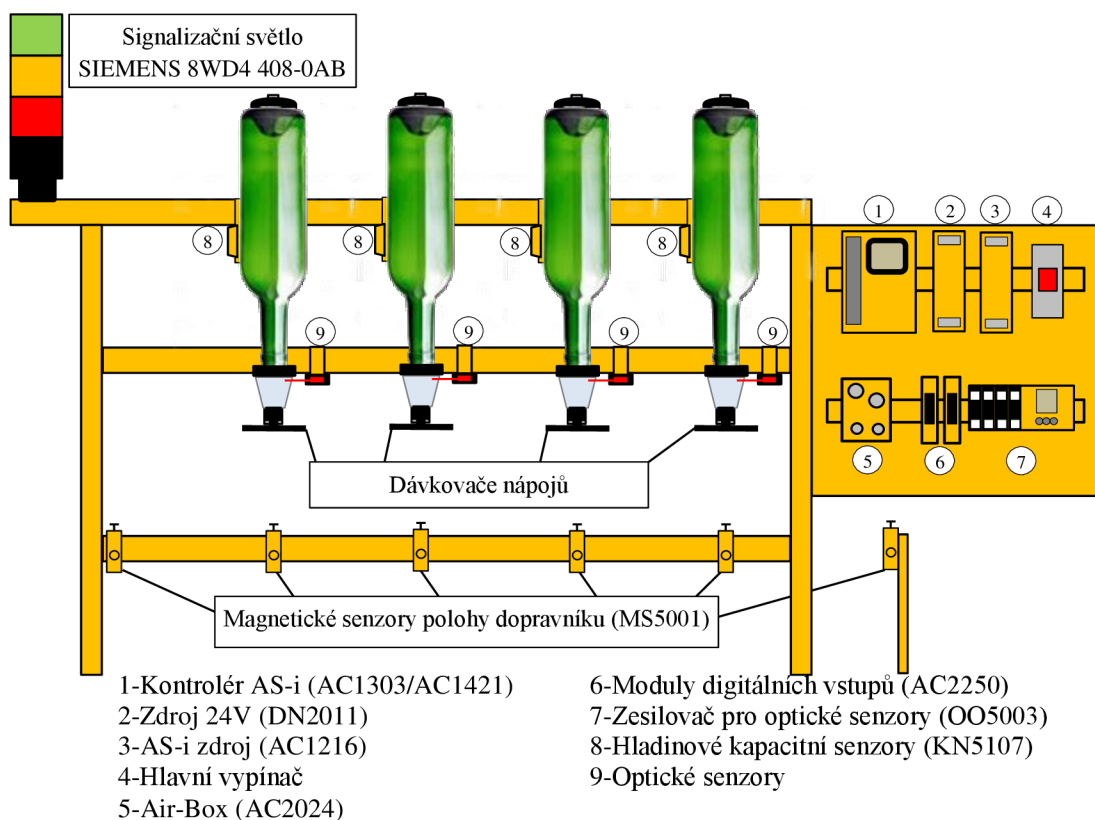 Signalizační světlo
SIEMENS 8WD4 408-0AB
1
2
3
4
8
8
8
8
9
9
9
9
5
6
7
Dávkovače nápojů
Magnetické senzory polohy dopravníku (MS5001)
1-Kontrolér AS-i (AC1303/AC1421)
2-Zdroj 24V (DN2011)
3-AS-i zdroj (AC1216)
4-Hlavní vypínač
5-Air-Box (AC2024)
6-Moduly digitálních vstupů (AC2250)
7-Zesilovač pro optické senzory (OO5003)
8-Hladinové kapacitní senzory (KN5107)
9-Optické senzory